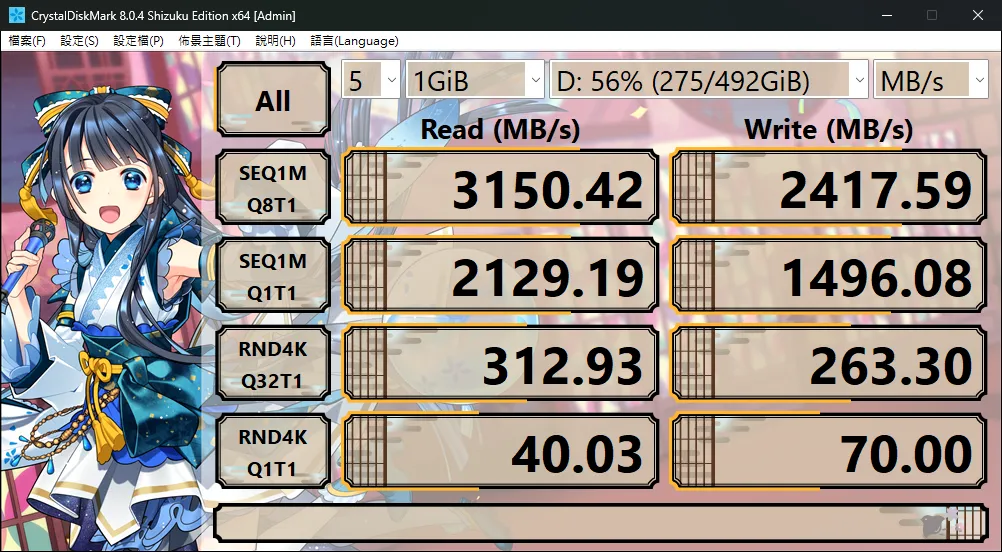 CrystalDiskMark 8.0.4 Shizuku Edition x64 [Admin]
檔案(F) 設定(S) 設定檔(P) 佈景主題(T) 說明(H) 語言(Language)
All 5 1GiB D: 56% (275/492GiB) MB/s
Read (MB/s) Write (MB/s)
SEQ1M
Q8T1 3150.42 2417.59
SEQ1M
Q1T1 2129.19 1496.08
RND4K
Q32T1 312.93 263.30
RND4K
Q1T1 40.03 70.00